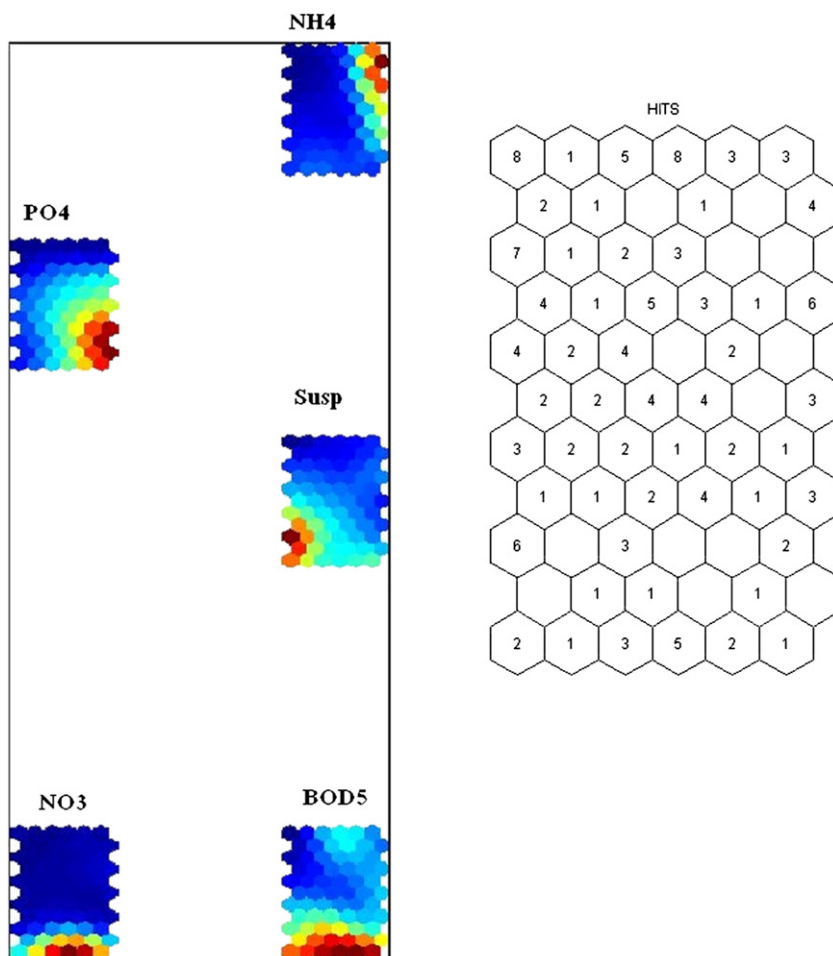 NH4
PO4
Susp
NO3
BOD5
HITS
8 1 5 8 3 3
2 1 1 4
7 1 2 3
4 1 5 3 1 6
4 2 4 2
2 2 4 4 3
3 2 2 1 2 1
1 1 2 4 1 3
6 3 2
1 1 1
2 1 3 5 2 1